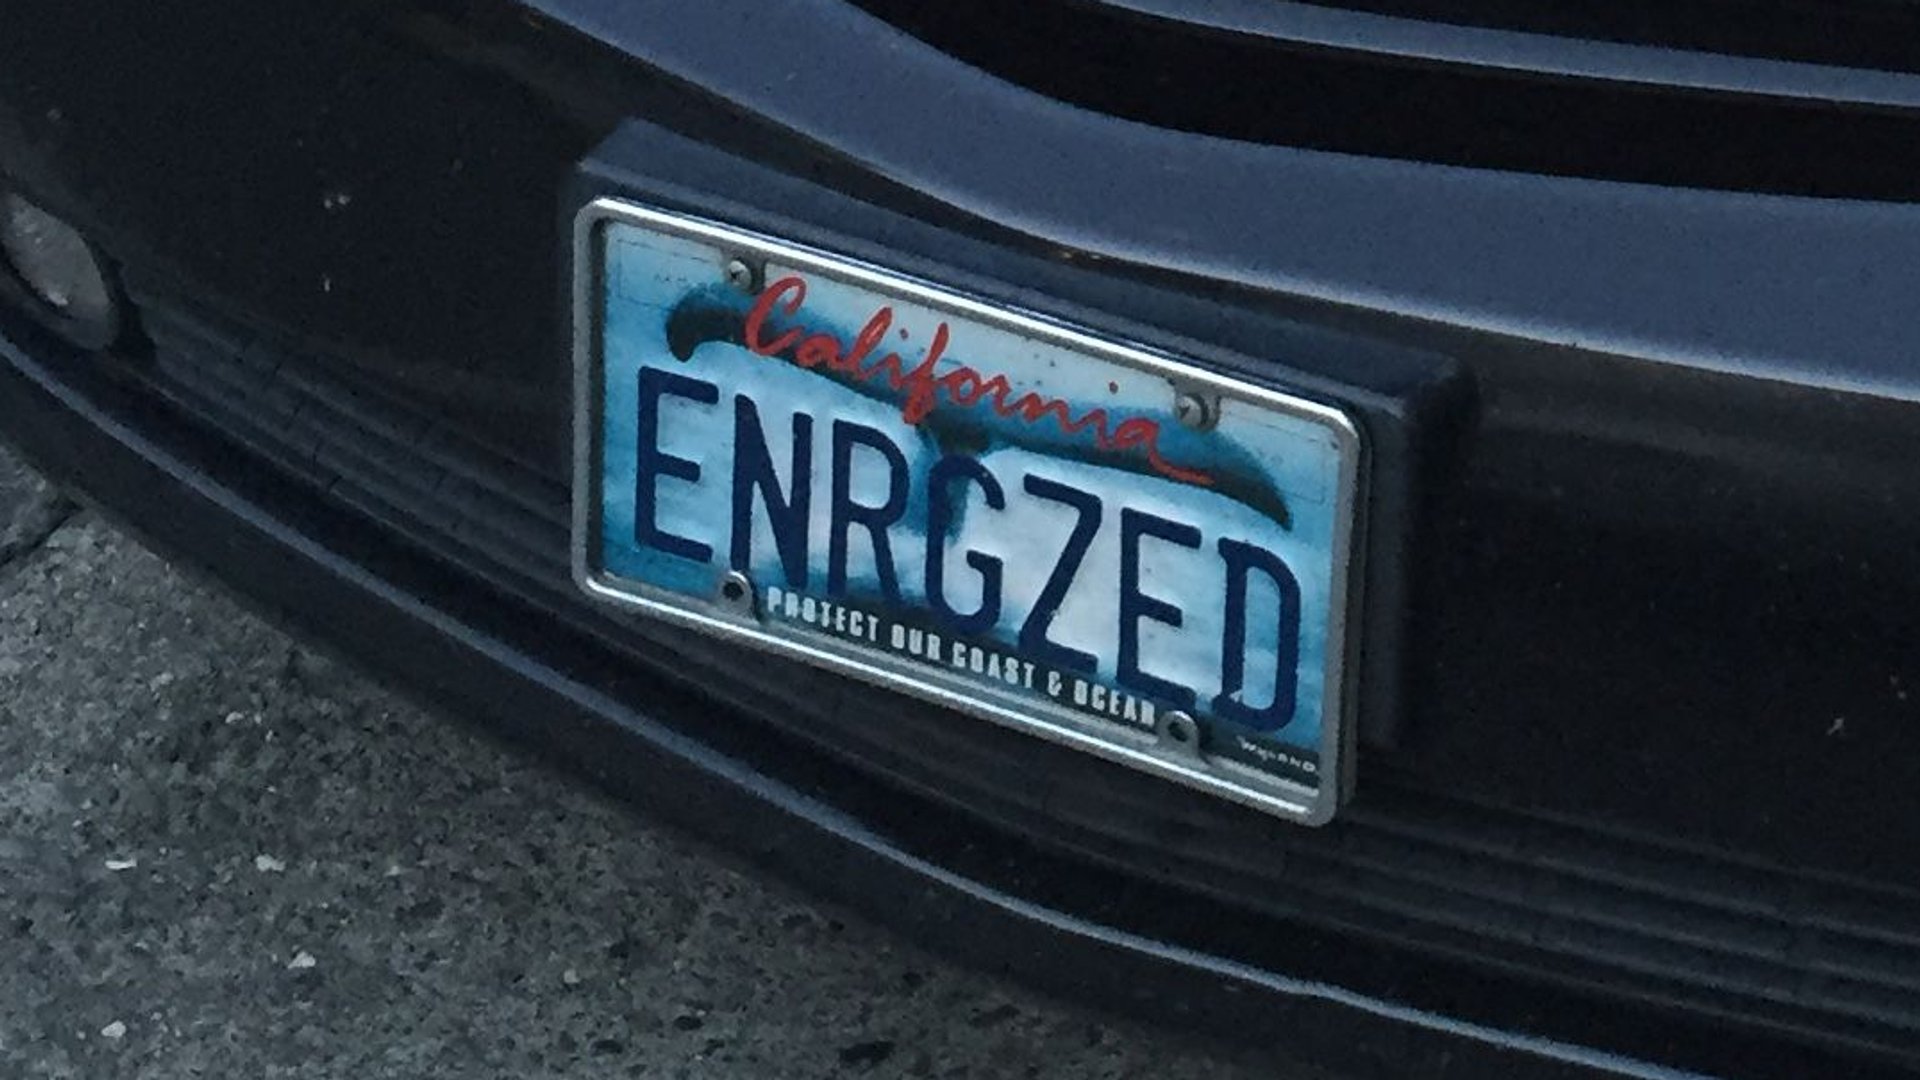 California
ENRGZED
PROTECT OUR COAST & OCEAN
WYLAND